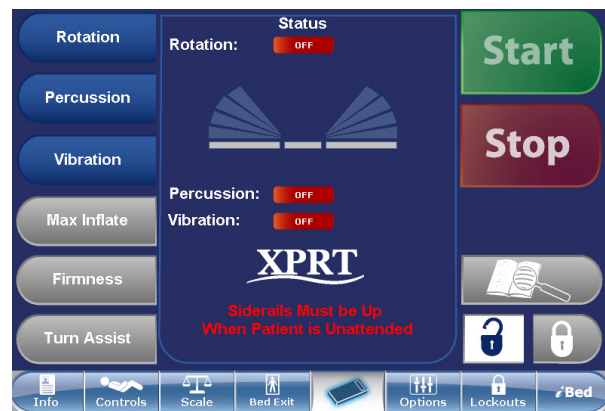 Rotation
Percussion
Vibration
Max Inflate
Firmness
Turn Assist
Status
Rotation: OFF
Percussion: OFF
Vibration: OFF
XPRT
Siderails Must be Up
When Patient is Unattended
Start
Stop
Info
Controls
Scale
Bed Exit
Options
Lockouts
iBed